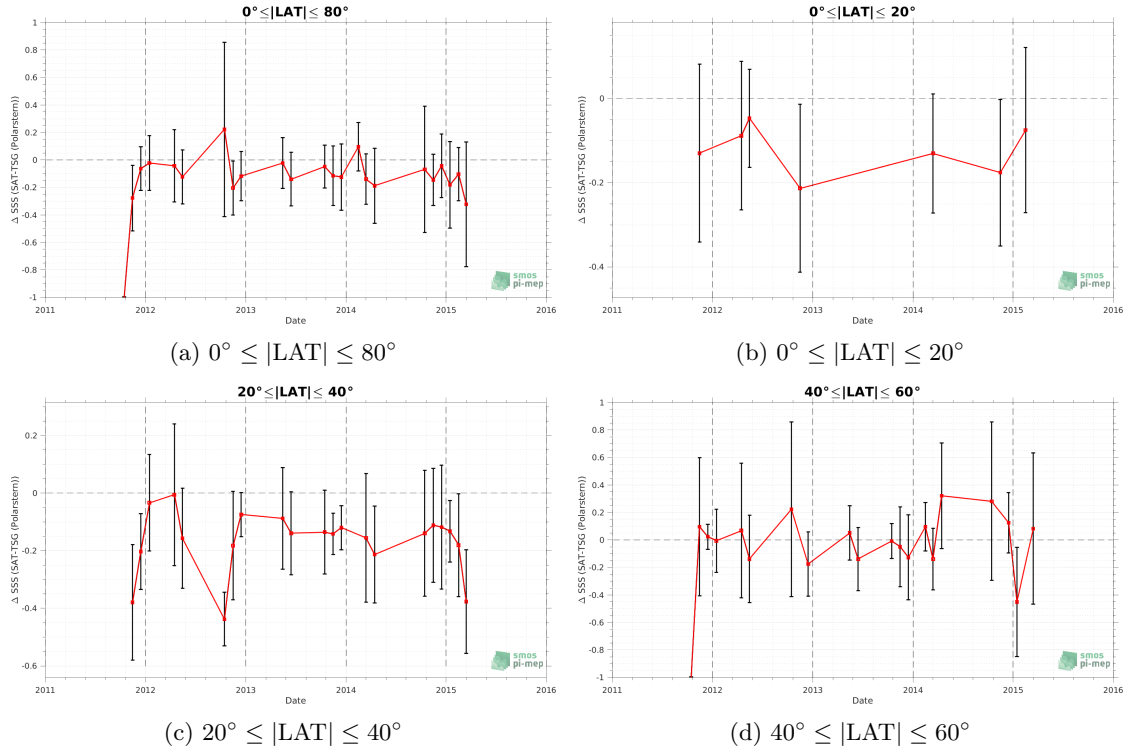 0°≤|LAT|≤ 80°
Δ SSS (SAT-TSG (Polarstern))
1
0.8
0.6
0.4
0.2
0
-0.2
-0.4
-0.6
-0.8
-1
2011 2012 2013 2014 2015 2016
Date
smos
pi-mep
(a) 0° ≤ |LAT| ≤ 80°
0°≤|LAT|≤ 20°
Δ SSS (SAT-TSG (Polarstern))
0
-0.2
-0.4
2011 2012 2013 2014 2015 2016
Date
smos
pi-mep
(b) 0° ≤ |LAT| ≤ 20°
20°≤|LAT|≤ 40°
Δ SSS (SAT-TSG (Polarstern))
0.2
0
-0.2
-0.4
-0.6
2011 2012 2013 2014 2015 2016
Date
smos
pi-mep
(c) 20° ≤ |LAT| ≤ 40°
40°≤|LAT|≤ 60°
Δ SSS (SAT-TSG (Polarstern))
1
0.8
0.6
0.4
0.2
0
-0.2
-0.4
-0.6
-0.8
-1
2011 2012 2013 2014 2015 2016
Date
smos
pi-mep
(d) 40° ≤ |LAT| ≤ 60°